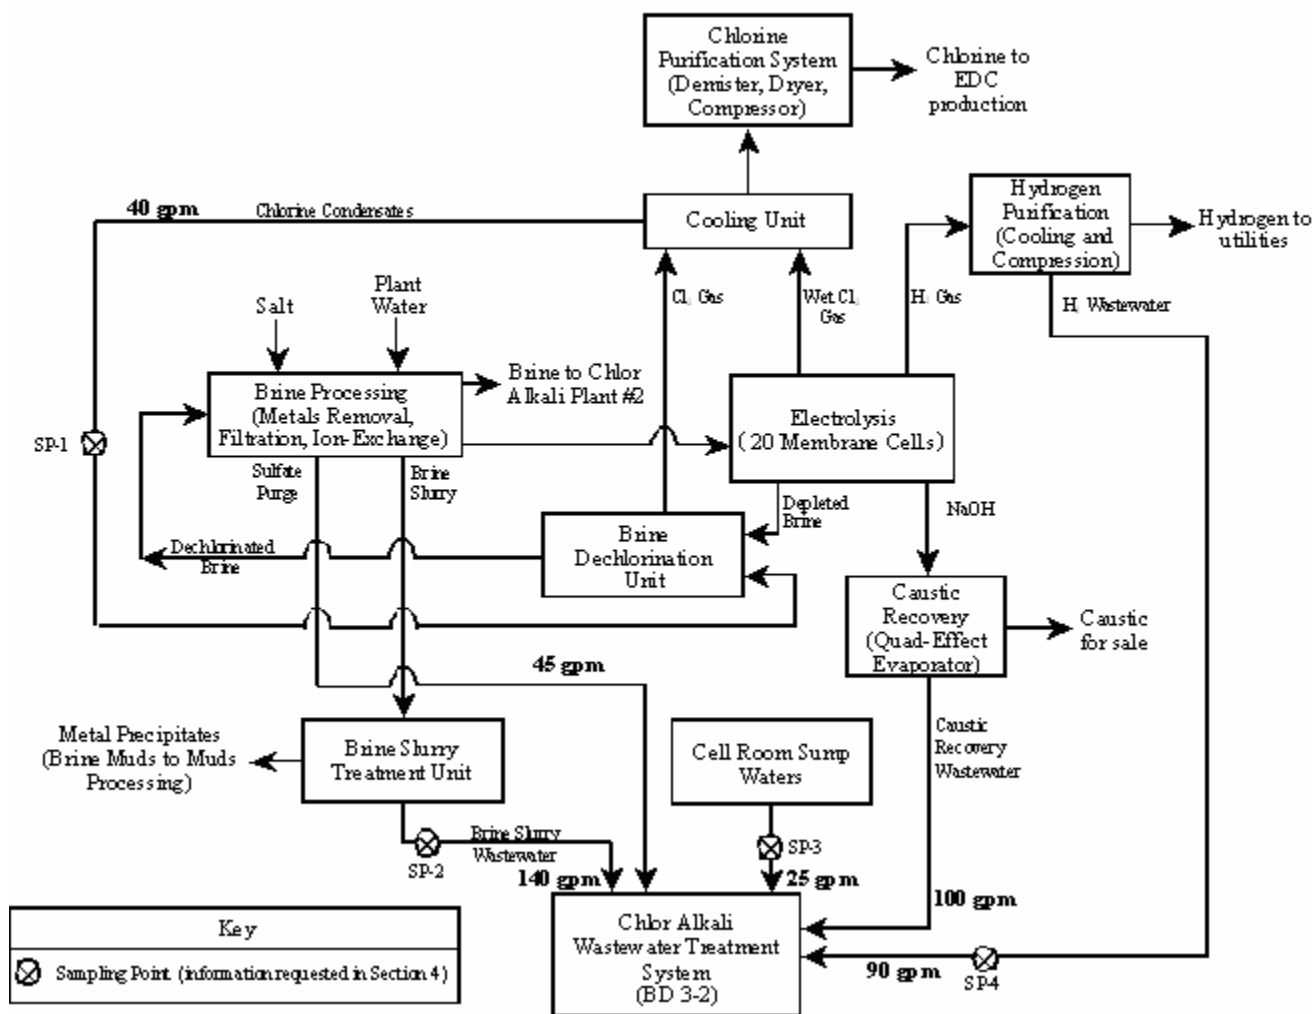 Chlorine
Purification System
(Demister, Dryer,
Compressor)
Chlorine to
EDC
production
40 gpm
Chlorine Condensates
Cooling Unit
Hydrogen
Purification
(Cooling and
Compression)
Hydrogen to
utilities
Salt
Plant
Water
Cl₂ Gas
Wet Cl₂
Gas
H₂ Gas
H₂ Wastewater
Brine Processing
(Metals Removal,
Filtration, Ion-Exchange)
Brine to Chlor
Alkali Plant #2
Electrolysis
(20 Membrane Cells)
SP-1
Sulfate
Purge
Brine
Slurry
Depleted
Brine
NaOH
Dechlorinated
Brine
Brine
Dechlorination
Unit
Caustic
Recovery
(Quad-Effect
Evaporator)
Caustic
for sale
45 gpm
Metal Precipitates
(Brine Muds to Muds
Processing)
Brine Slurry
Treatment Unit
Cell Room Sump
Waters
Caustic
Recovery
Wastewater
SP-2
Brine Slurry
Wastewater
SP-3
140 gpm
25 gpm
100 gpm
Chlor Alkali
Wastewater Treatment
System
(BD 3-2)
90 gpm
SP-4
Key
Sampling Point (information requested in Section 4)